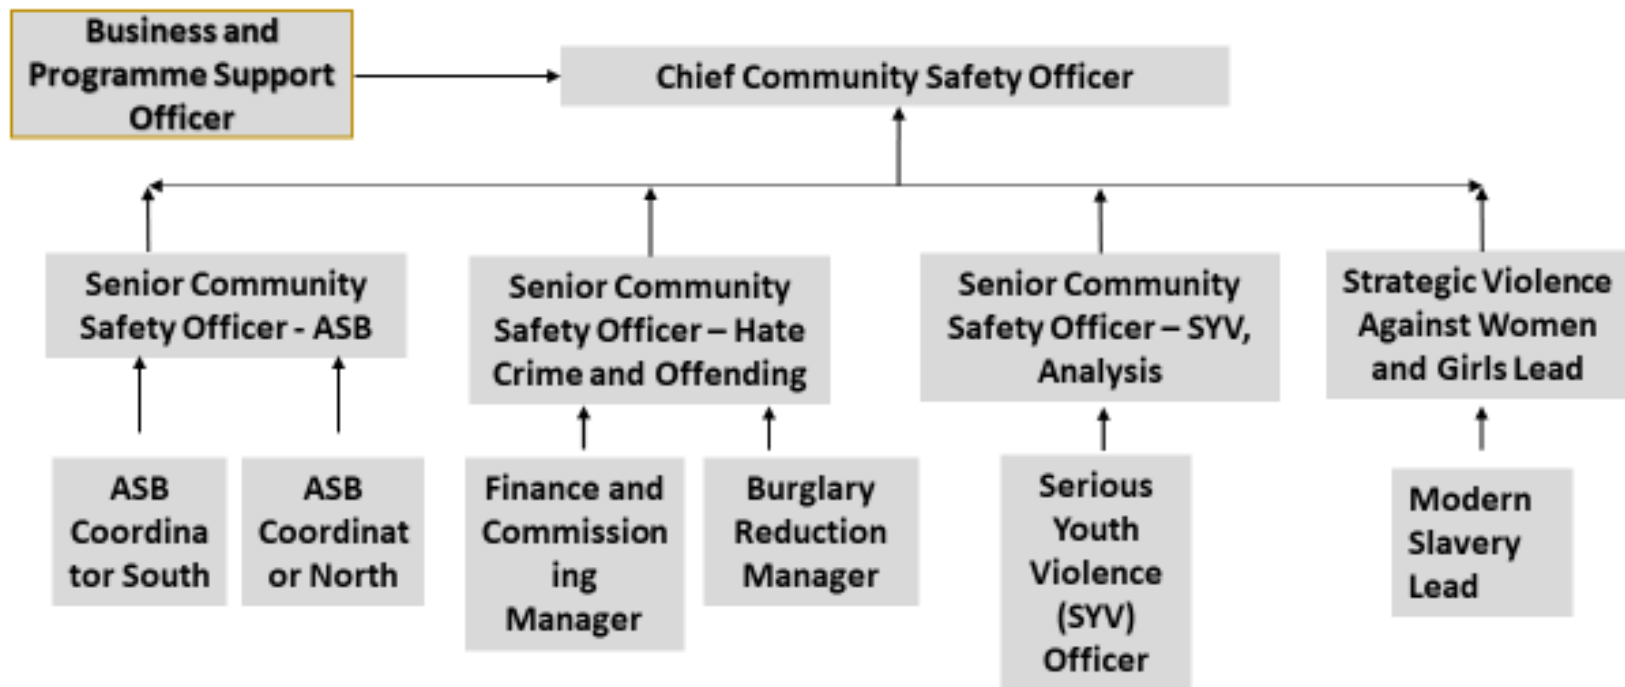 Business and
Programme Support
Officer
Chief Community Safety Officer
Senior Community
Safety Officer - ASB
Senior Community
Safety Officer – Hate
Crime and Offending
Senior Community
Safety Officer – SYV,
Analysis
Strategic Violence
Against Women
and Girls Lead
ASB
Coordina
tor South
ASB
Coordinat
or North
Finance and
Commission
ing
Manager
Burglary
Reduction
Manager
Serious
Youth
Violence
(SYV)
Officer
Modern
Slavery
Lead